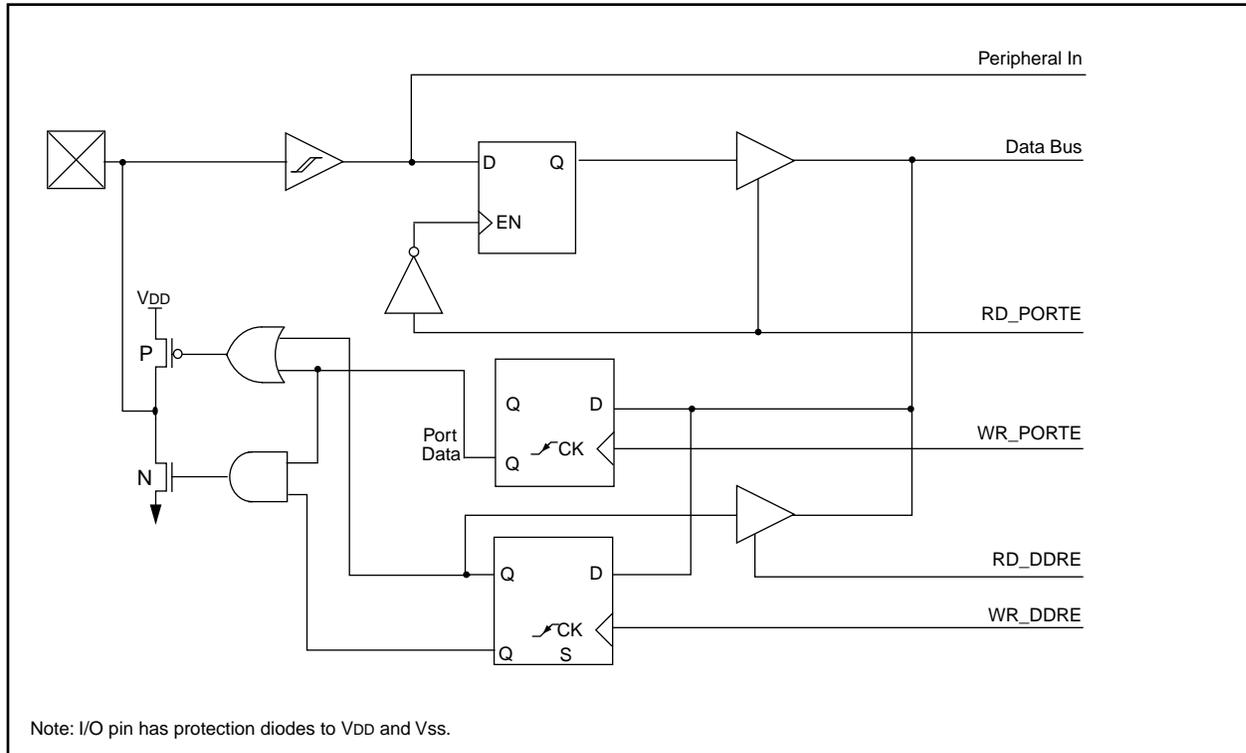 Peripheral In
D
Q
Data Bus
EN
VDD
RD_PORTE
P
Q
D
Port
Data
WR_PORTE
CK
Q
N
RD_DDRE
Q
D
WR_DDRE
CK
Q
S
Note: I/O pin has protection diodes to VDD and Vss.